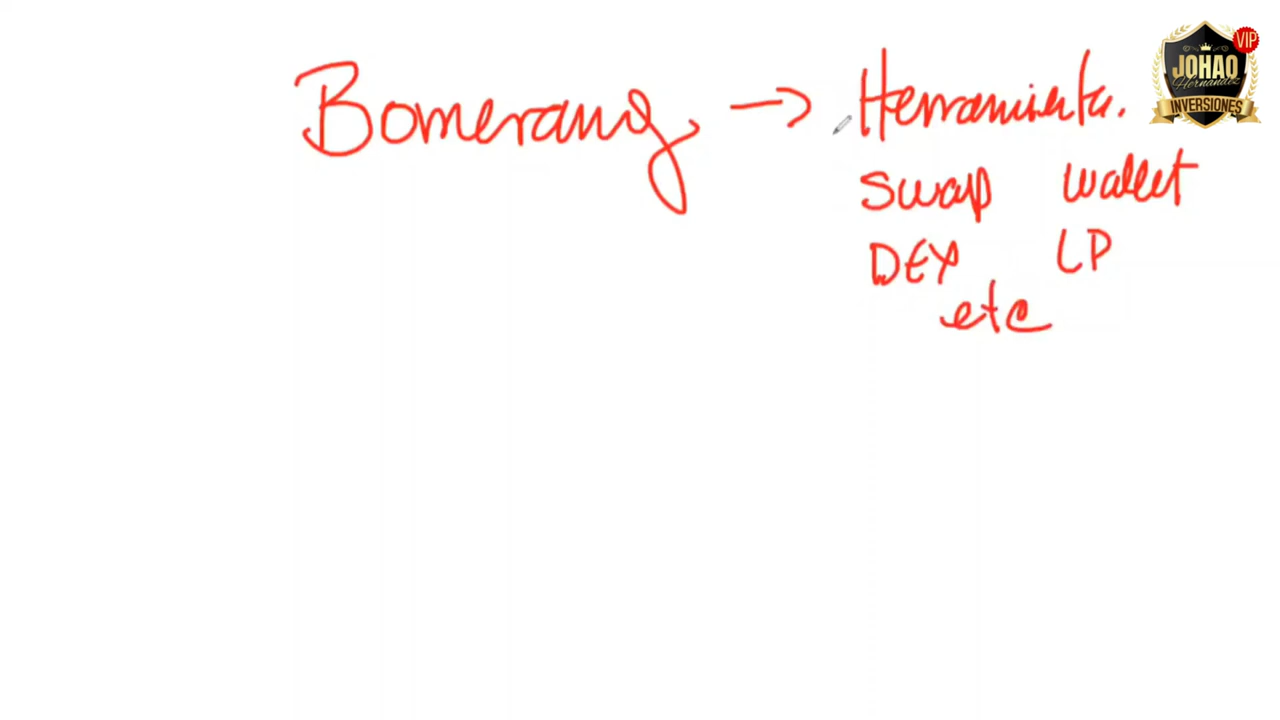 Bomerang → Herramienta.
swap wallet
DEX LP
etc
VIP
JOHAO
Hernandez
INVERSIONES